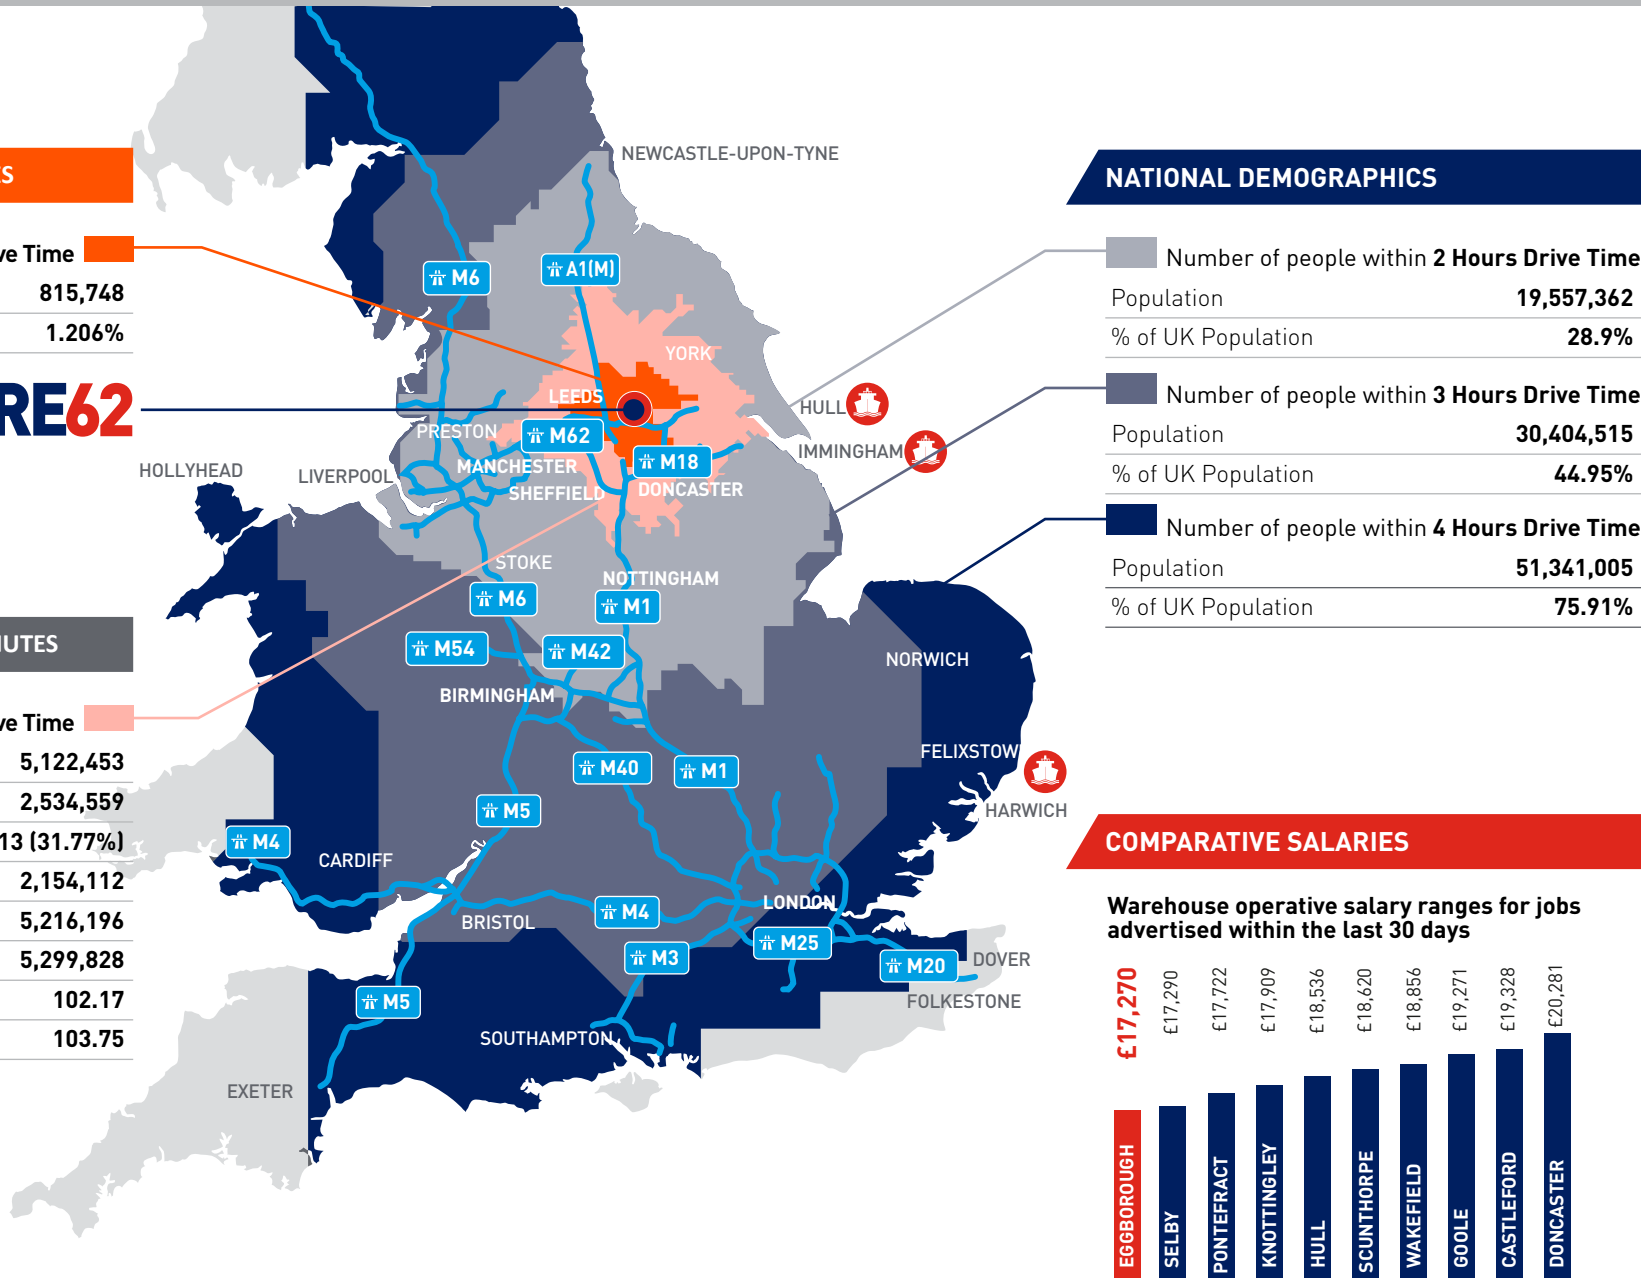 S
ve Time
815,748
1.206%
RE62
UTES
ve Time
5,122,453
2,534,559
13 (31.77%)
2,154,112
5,216,196
5,299,828
102.17
103.75
NEWCASTLE-UPON-TYNE
M6
A1(M)
YORK
LEEDS
HULL
PRESTON
M62
IMMINGHAM
M18
MANCHESTER
HOLLYHEAD
LIVERPOOL
SHEFFIELD
DONCASTER
STOKE
NOTTINGHAM
M6
M1
M54
M42
NORWICH
BIRMINGHAM
FELIXSTOW
M40
M1
M5
HARWICH
M4
CARDIFF
LONDON
M4
BRISTOL
M25
M3
M20
DOVER
M5
FOLKESTONE
SOUTHAMPTON
EXETER
NATIONAL DEMOGRAPHICS
Number of people within 2 Hours Drive Time
Population 19,557,362
% of UK Population 28.9%
Number of people within 3 Hours Drive Time
Population 30,404,515
% of UK Population 44.95%
Number of people within 4 Hours Drive Time
Population 51,341,005
% of UK Population 75.91%
COMPARATIVE SALARIES
Warehouse operative salary ranges for jobs
advertised within the last 30 days
£17,270
£17,290
£17,722
£17,909
£18,536
£18,620
£18,856
£19,271
£19,328
£20,281
EGGBOROUGH
SELBY
PONTEFRACT
KNOTTINGLEY
HULL
SCUNTHORPE
WAKEFIELD
GOOLE
CASTLEFORD
DONCASTER